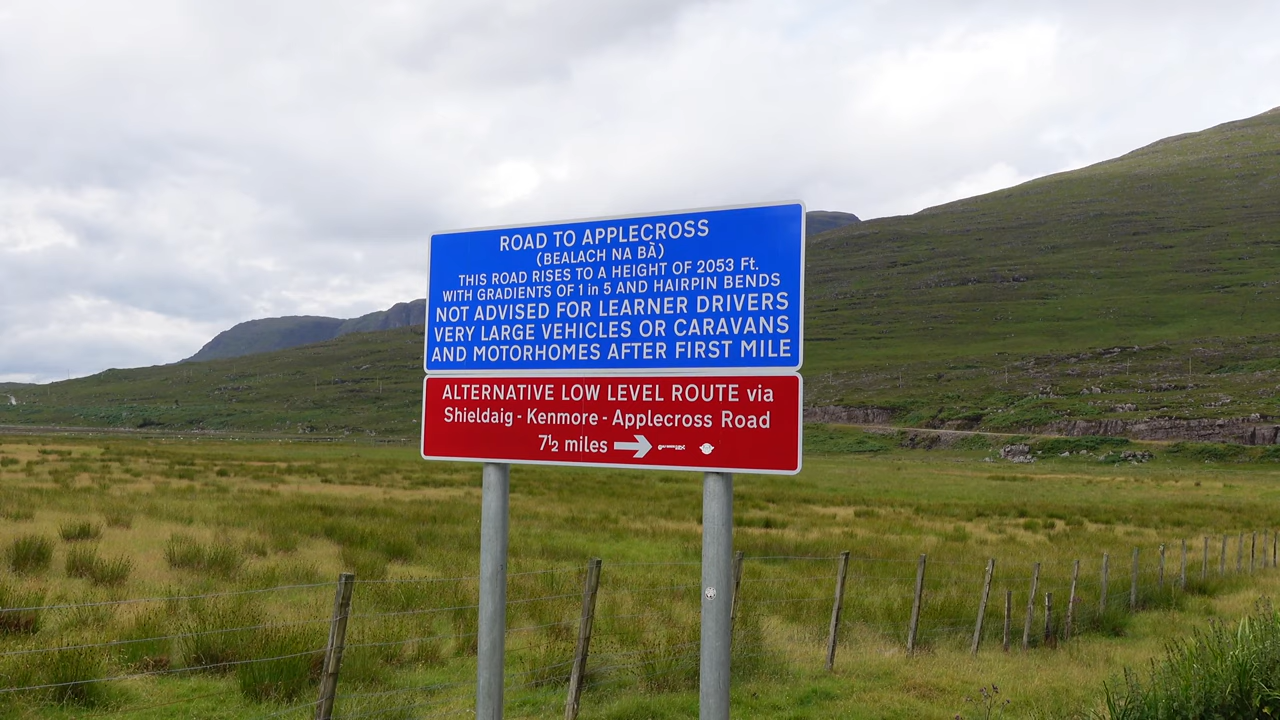 ROAD TO APPLECROSS
(BEALACH NA BÀ)
THIS ROAD RISES TO A HEIGHT OF 2053 Ft.
WITH GRADIENTS OF 1 in 5 AND HAIRPIN BENDS
NOT ADVISED FOR LEARNER DRIVERS
VERY LARGE VEHICLES OR CARAVANS
AND MOTORHOMES AFTER FIRST MILE
ALTERNATIVE LOW LEVEL ROUTE via
Shieldaig - Kenmore - Applecross Road
7½ miles